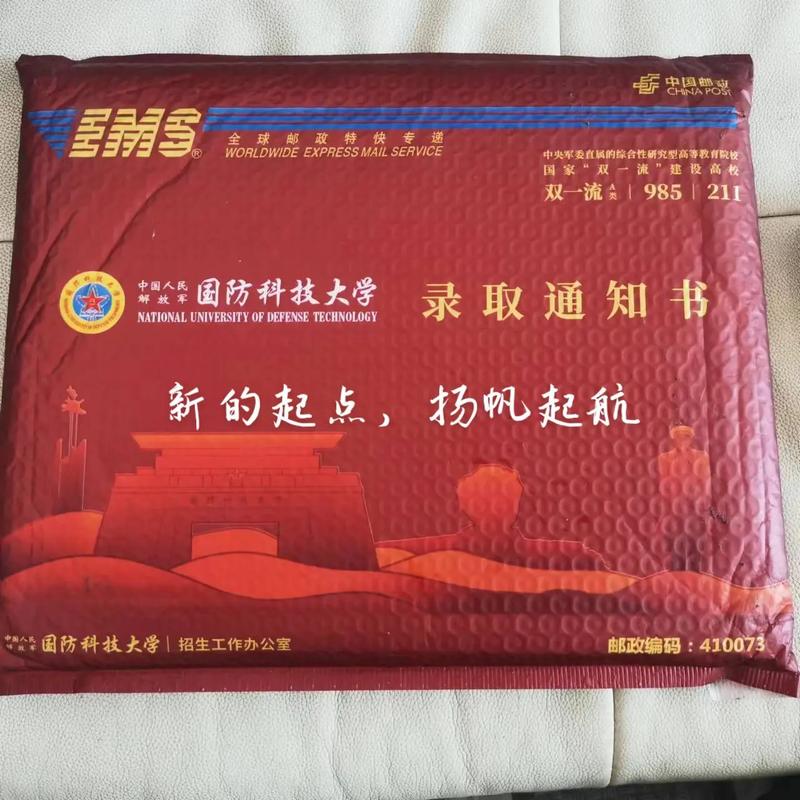 中国邮政
CHINA POST
EMS®
全球邮政特快专递
WORLDWIDE EXPRESS MAIL SERVICE
中央军委直属的综合性研究型高等教育院校
国家“双一流”建设高校
双一流 A类 | 985 | 211
中国人民解放军 国防科技大学
NATIONAL UNIVERSITY OF DEFENSE TECHNOLOGY
录取通知书
新的起点，扬帆起航
中国人民解放军 国防科技大学 | 招生工作办公室
邮政编码：410073